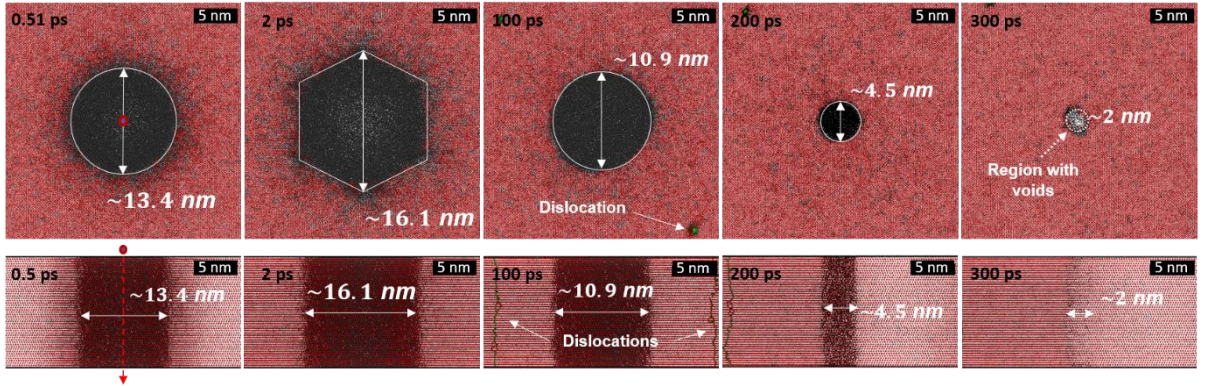 0.51 ps
5 nm
~13.4 nm
2 ps
5 nm
~16.1 nm
100 ps
5 nm
~10.9 nm
Dislocation
200 ps
5 nm
~4.5 nm
300 ps
5 nm
~2 nm
Region with
voids
0.5 ps
5 nm
~13.4 nm
2 ps
5 nm
~16.1 nm
100 ps
5 nm
~10.9 nm
Dislocations
200 ps
5 nm
~4.5 nm
300 ps
5 nm
~2 nm